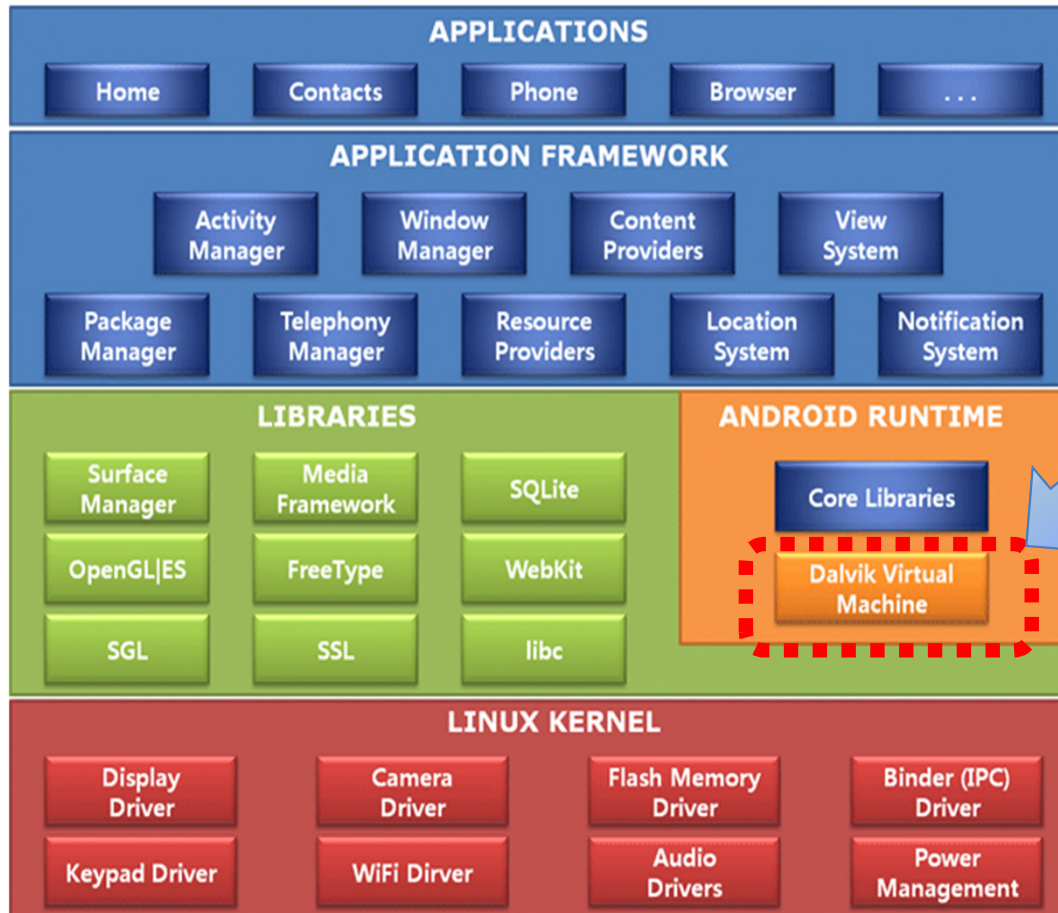 APPLICATIONS
Home
Contacts
Phone
Browser
. . .
APPLICATION FRAMEWORK
Activity
Manager
Window
Manager
Content
Providers
View
System
Package
Manager
Telephony
Manager
Resource
Providers
Location
System
Notification
System
LIBRARIES
Surface
Manager
Media
Framework
SQLite
OpenGL|ES
FreeType
WebKit
SGL
SSL
libc
ANDROID RUNTIME
Core Libraries
Dalvik Virtual
Machine
LINUX KERNEL
Display
Driver
Camera
Driver
Flash Memory
Driver
Binder (IPC)
Driver
Keypad Driver
WiFi Dirver
Audio
Drivers
Power
Management